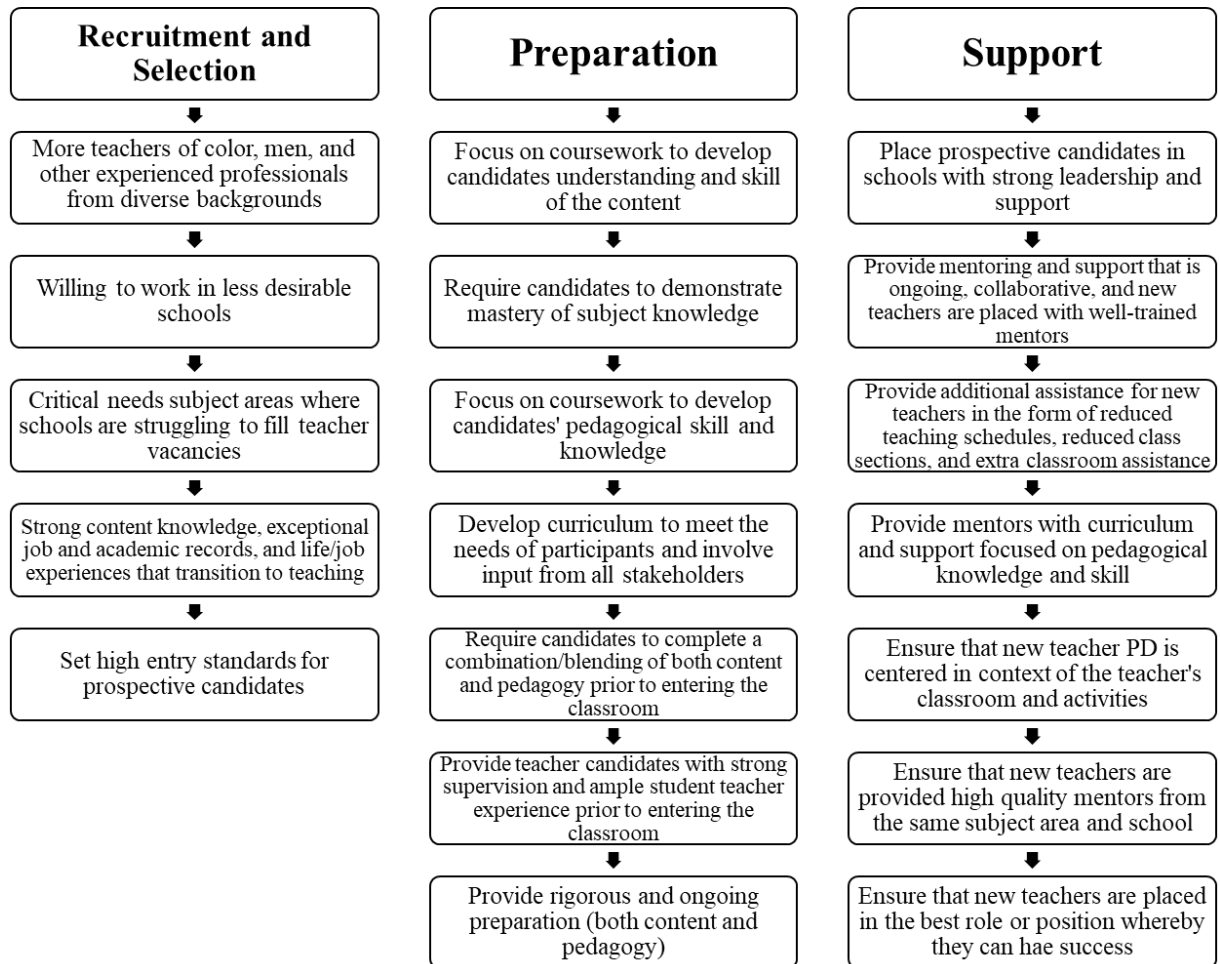 Recruitment and
Selection
More teachers of color, men, and
other experienced professionals
from diverse backgrounds
Willing to work in less desirable
schools
Critical needs subject areas where
schools are struggling to fill teacher
vacancies
Strong content knowledge, exceptional
job and academic records, and life/job
experiences that transition to teaching
Set high entry standards for
prospective candidates
Preparation
Focus on coursework to develop
candidates understanding and skill
of the content
Require candidates to demonstrate
mastery of subject knowledge
Focus on coursework to develop
candidates' pedagogical skill and
knowledge
Develop curriculum to meet the
needs of participants and involve
input from all stakeholders
Require candidates to complete a
combination/blending of both content
and pedagogy prior to entering the
classroom
Provide teacher candidates with strong
supervision and ample student teacher
experience prior to entering the
classroom
Provide rigorous and ongoing
preparation (both content and
pedagogy)
Support
Place prospective candidates in
schools with strong leadership and
support
Provide mentoring and support that is
ongoing, collaborative, and new
teachers are placed with well-trained
mentors
Provide additional assistance for new
teachers in the form of reduced
teaching schedules, reduced class
sections, and extra classroom assistance
Provide mentors with curriculum
and support focused on pedagogical
knowledge and skill
Ensure that new teacher PD is
centered in context of the teacher's
classroom and activities
Ensure that new teachers are
provided high quality mentors from
the same subject area and school
Ensure that new teachers are placed
in the best role or position whereby
they can hae success